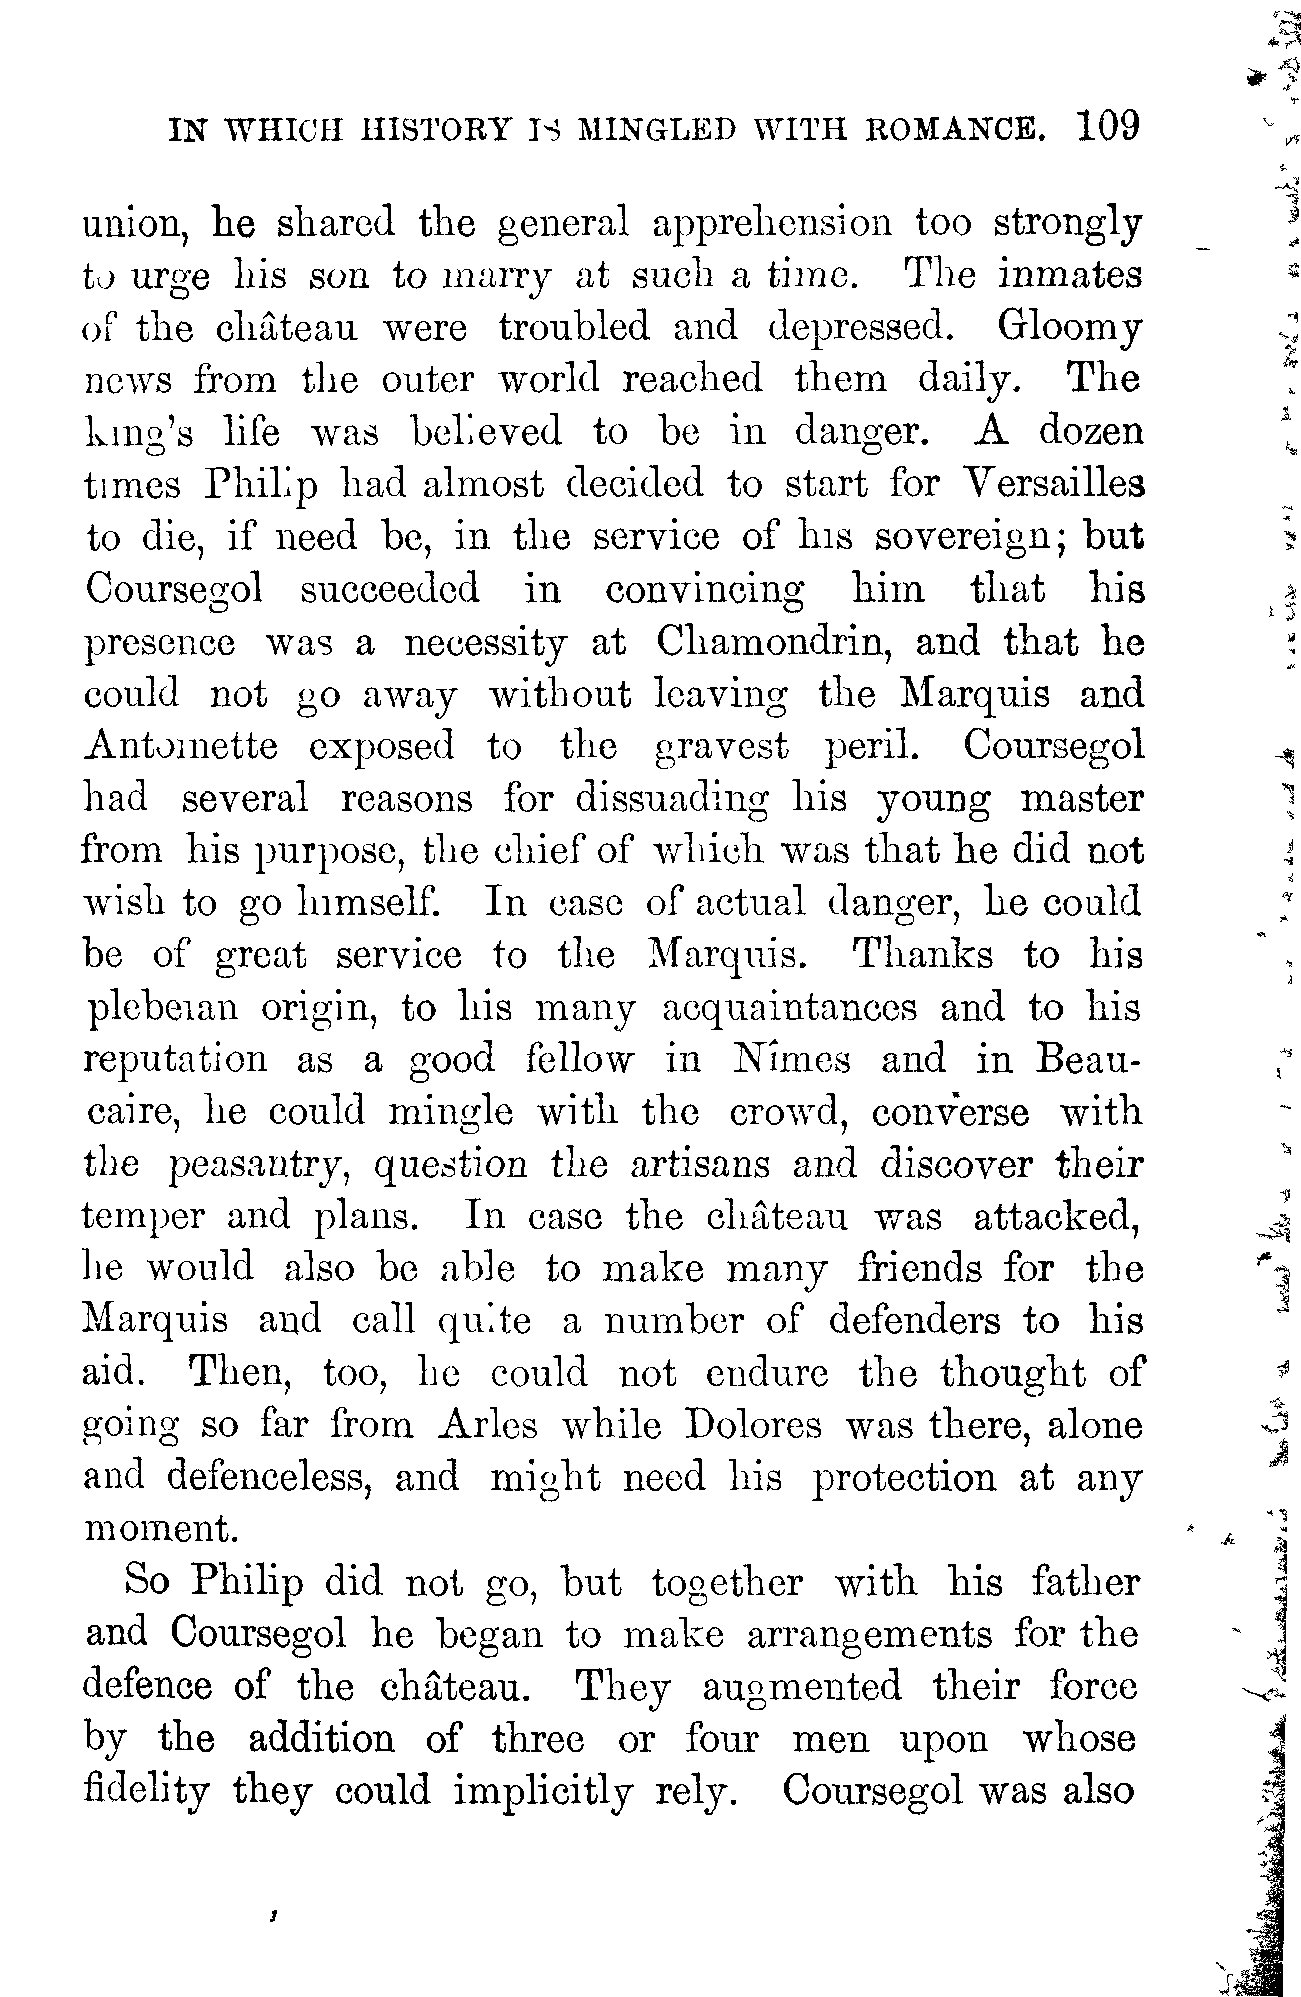 IN WHICH HISTORY IS MINGLED WITH ROMANCE. 109
union, he shared the general apprehension too strongly
to urge his son to marry at such a time. The inmates
of the château were troubled and depressed. Gloomy
news from the outer world reached them daily. The
king's life was believed to be in danger. A dozen
times Philip had almost decided to start for Versailles
to die, if need be, in the service of his sovereign; but
Coursegol succeeded in convincing him that his
presence was a necessity at Chamondrin, and that he
could not go away without leaving the Marquis and
Antoinette exposed to the gravest peril. Coursegol
had several reasons for dissuading his young master
from his purpose, the chief of which was that he did not
wish to go himself. In case of actual danger, he could
be of great service to the Marquis. Thanks to his
plebeian origin, to his many acquaintances and to his
reputation as a good fellow in Nîmes and in Beau-
caire, he could mingle with the crowd, converse with
the peasantry, question the artisans and discover their
temper and plans. In case the château was attacked,
he would also be able to make many friends for the
Marquis and call quite a number of defenders to his
aid. Then, too, he could not endure the thought of
going so far from Arles while Dolores was there, alone
and defenceless, and might need his protection at any
moment.
So Philip did not go, but together with his father
and Coursegol he began to make arrangements for the
defence of the château. They augmented their force
by the addition of three or four men upon whose
fidelity they could implicitly rely. Coursegol was also